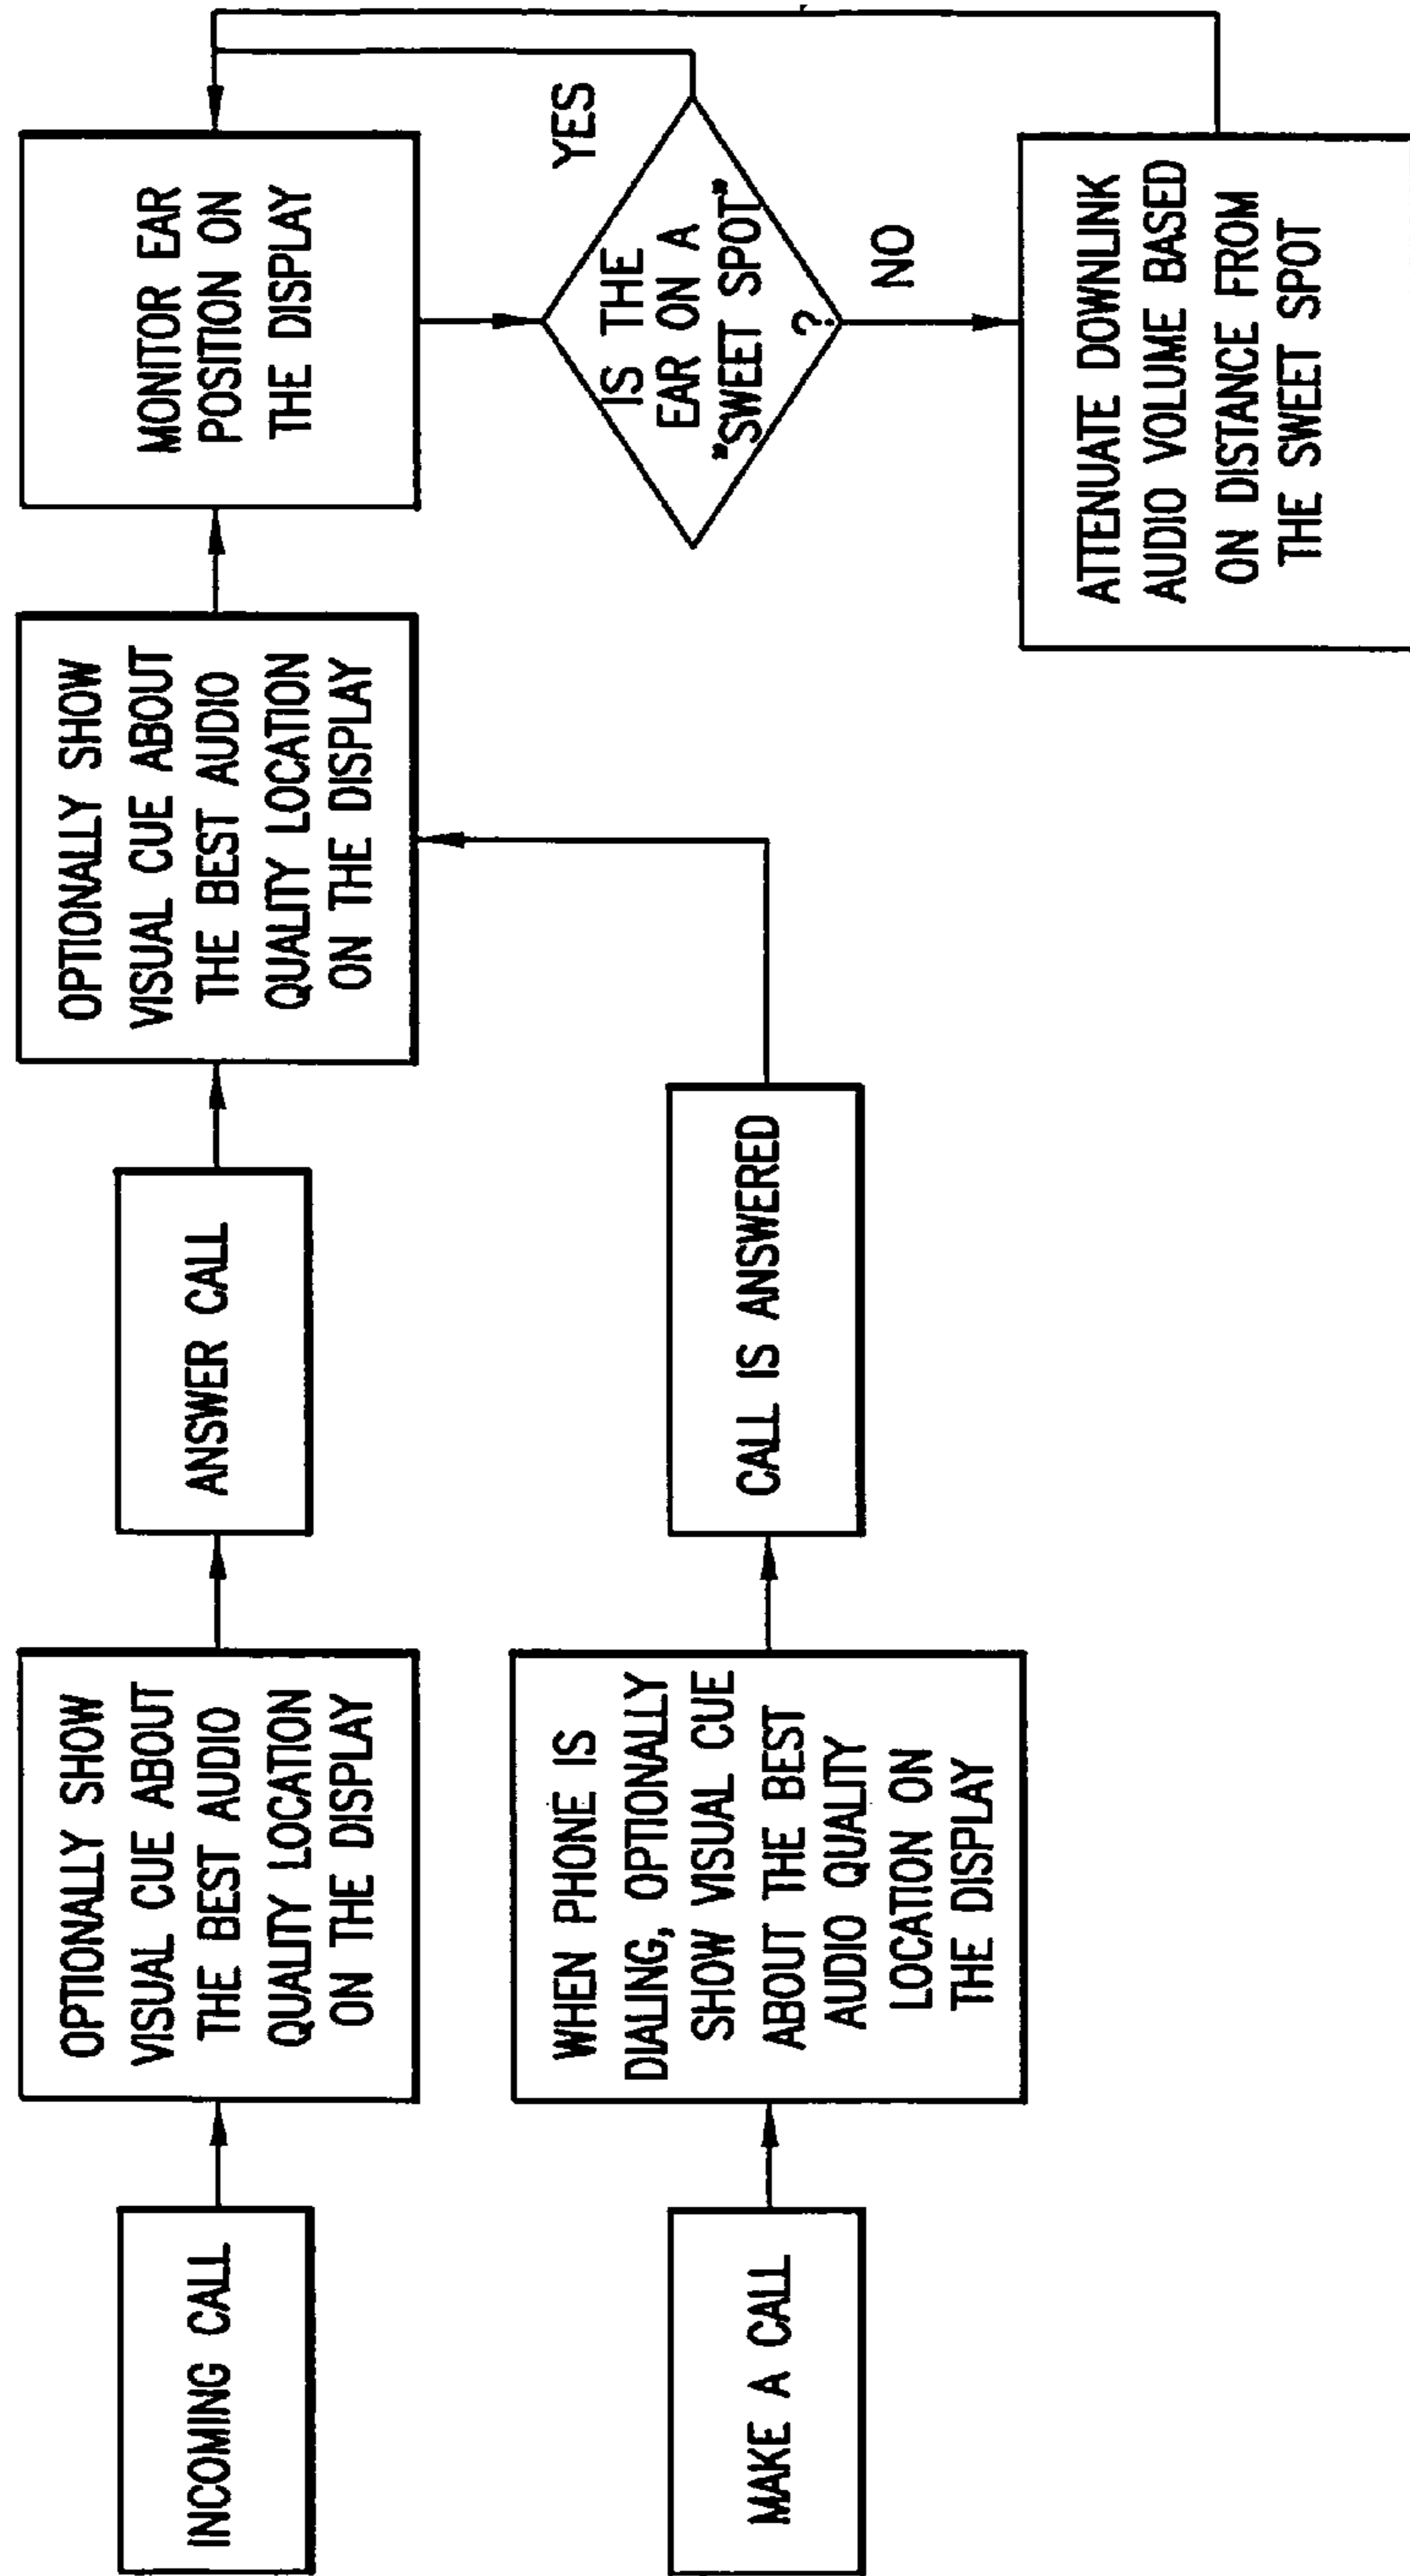 INCOMING CALL
OPTIONALLY SHOW
VISUAL CUE ABOUT
THE BEST AUDIO
QUALITY LOCATION
ON THE DISPLAY
ANSWER CALL
OPTIONALLY SHOW
VISUAL CUE ABOUT
THE BEST AUDIO
QUALITY LOCATION
ON THE DISPLAY
MONITOR EAR
POSITION ON
THE DISPLAY
MAKE A CALL
WHEN PHONE IS
DIALING, OPTIONALLY
SHOW VISUAL CUE
ABOUT THE BEST
AUDIO QUALITY
LOCATION ON
THE DISPLAY
CALL IS ANSWERED
YES
IS THE
EAR ON A
"SWEET SPOT"
?
NO
ATTENUATE DOWNLINK
AUDIO VOLUME BASED
ON DISTANCE FROM
THE SWEET SPOT